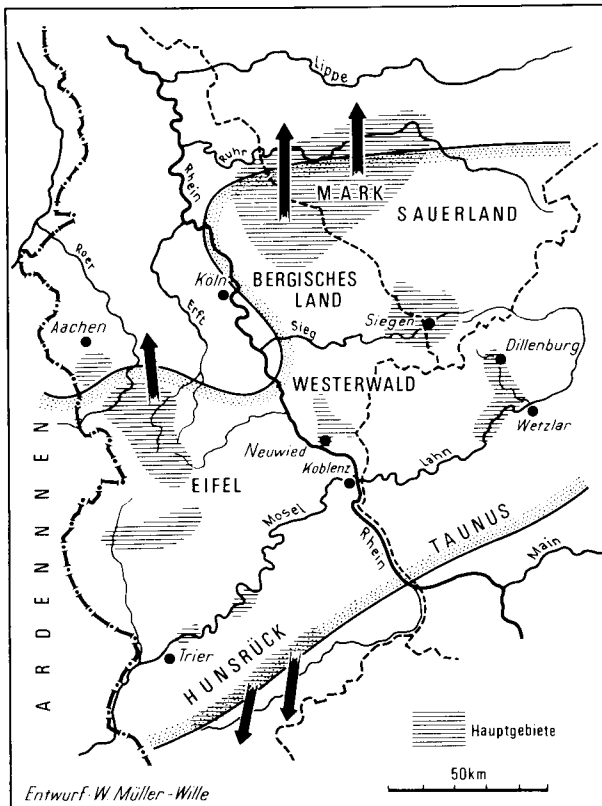 Lippe
Ruhr
Rhein
MARK
SAUERLAND
Roer
BERGISCHES
LAND
Köln
Erft
Sieg
Siegen
Aachen
Dillenburg
WESTERWALD
Wetzlar
Neuwied
Koblenz
Lahn
EIFEL
Mosel
Rhein
TAUNUS
Main
ARDENNNEN
HUNSRÜCK
Trier
Hauptgebiete
50km
Entwurf·W. Müller-Wille